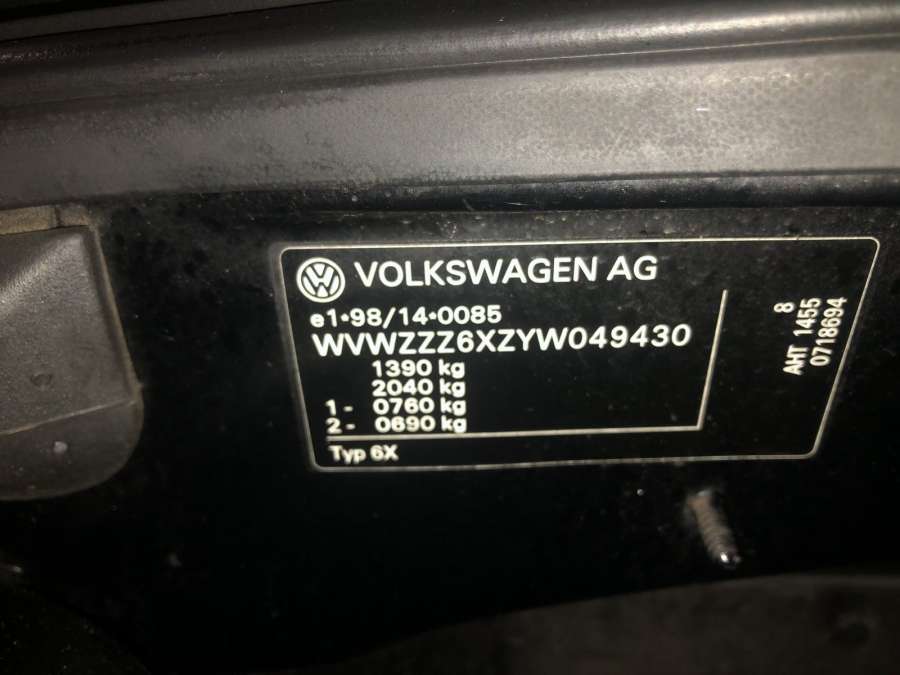 VOLKSWAGEN AG
e1*98/14*0085
WVWZZZ6XZYW049430
1390 kg
2040 kg
1 - 0760 kg
2 - 0690 kg
Typ 6X
8
AHT 1455
0718694